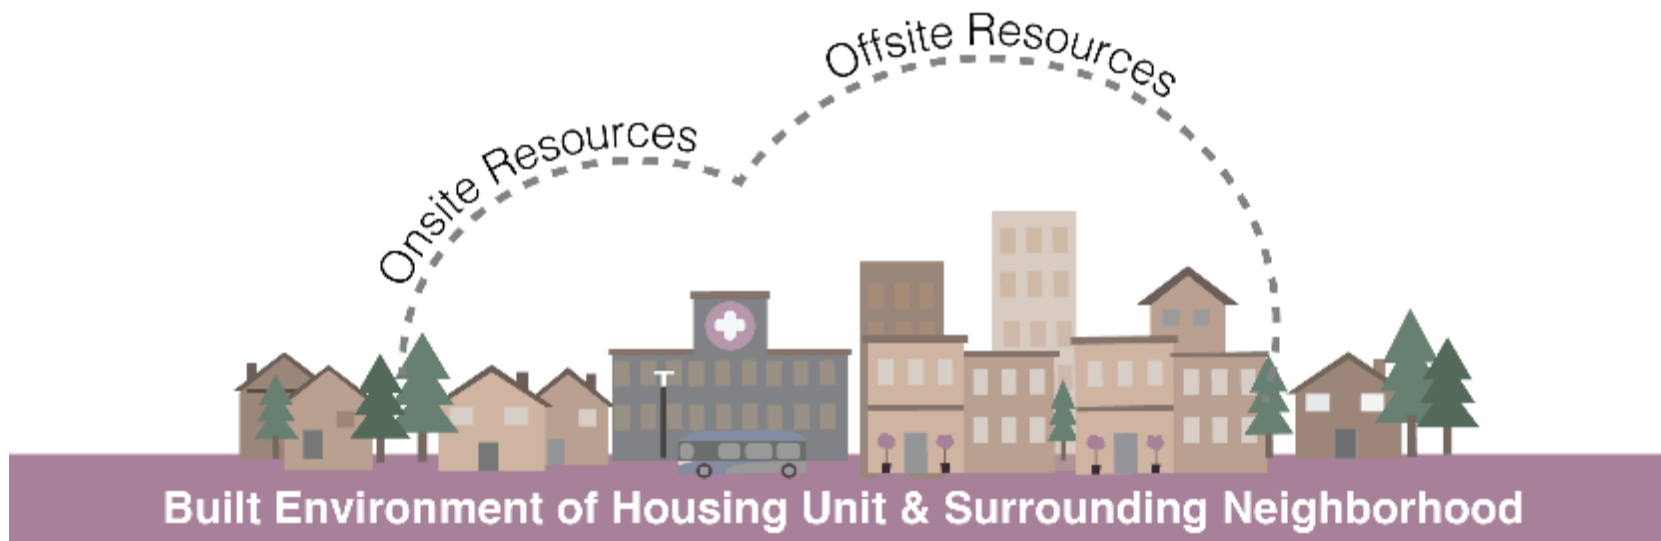 Offsite Resources
Onsite Resources
T
Built Environment of Housing Unit & Surrounding Neighborhood